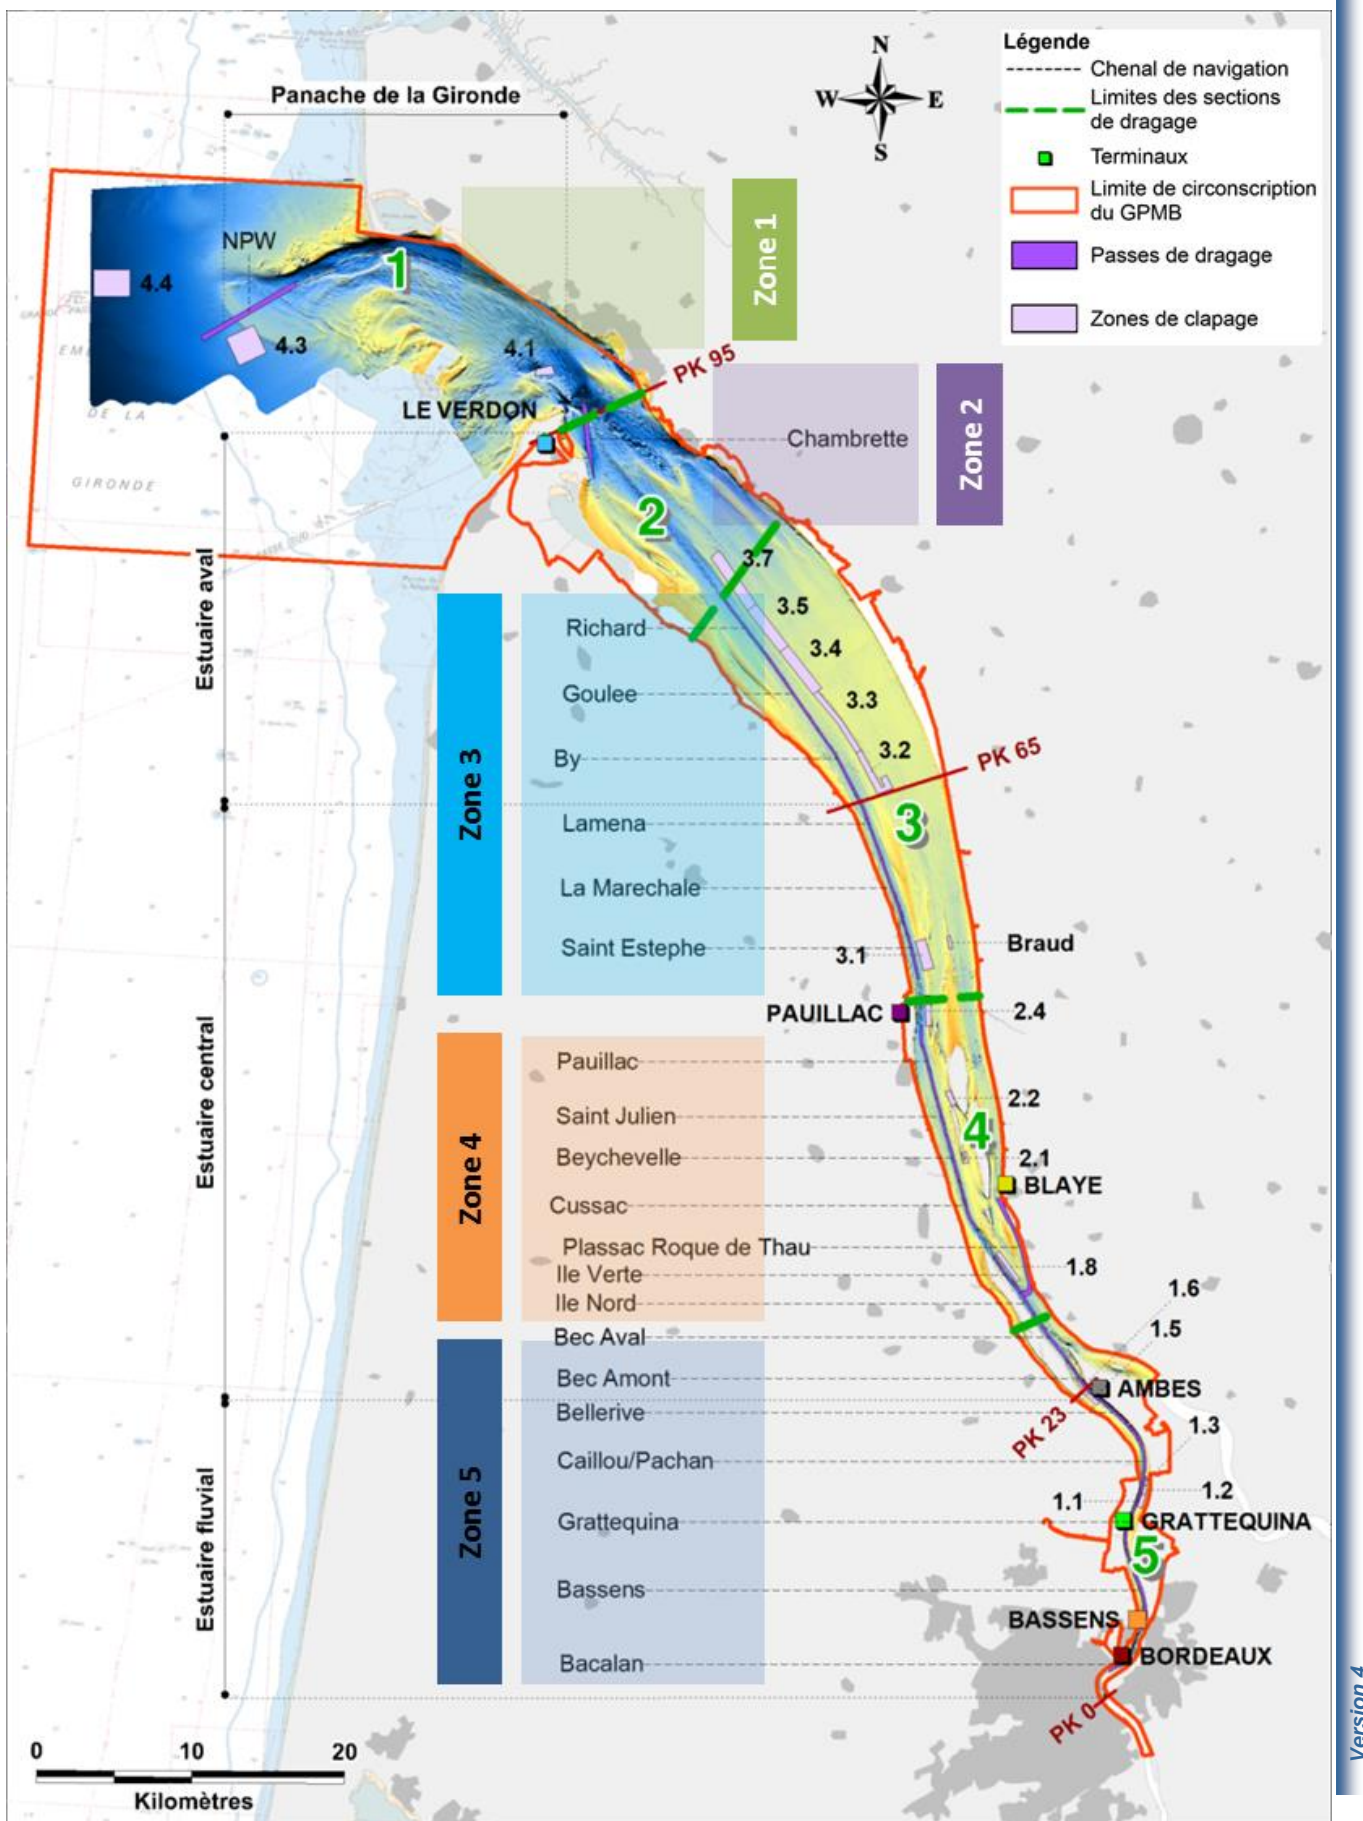 Légende
Chenal de navigation
Limites des sections
de dragage
Terminaux
Limite de circonscription
du GPMB
Passes de dragage
Zones de clapage
N
W
E
S
Panache de la Gironde
NPW
1
4.4
4.3
4.1
Zone 1
PK 95
LE VERDON
Chambrette
Zone 2
DE LA
GIRONDE
2
Estuaire aval
3.7
3.5
3.4
3.3
3.2
Zone 3
Richard
Goulee
By
Lamena
La Marechale
Saint Estephe
PK 65
3
3.1
Braud
PAUILLAC
2.4
Estuaire central
Zone 4
Pauillac
Saint Julien
Beychevelle
Cussac
Plassac Roque de Thau
Ile Verte
Ile Nord
2.2
4
2.1
BLAYE
1.8
1.6
1.5
AMBES
PK 23
Estuaire fluvial
Zone 5
Bec Aval
Bec Amont
Bellerive
Caillou/Pachan
Grattequina
Bassens
Bacalan
1.3
1.2
1.1
GRATTEQUINA
5
BASSENS
BORDEAUX
PK 0
0 10 20
Kilomètres
Version 4